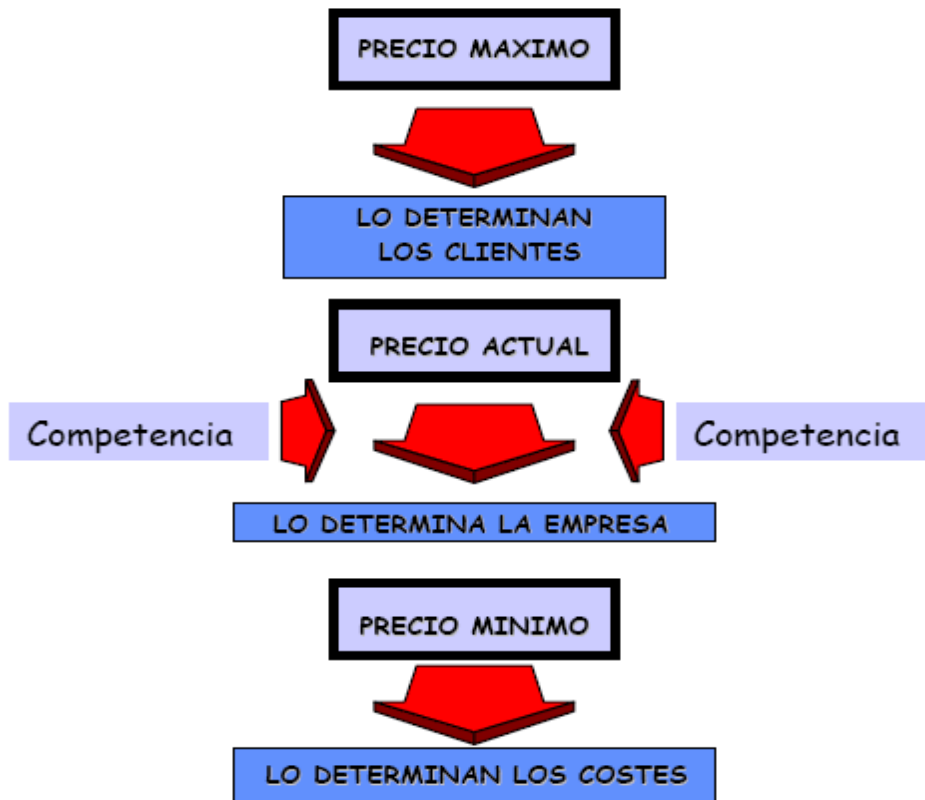 PRECIO MAXIMO
LO DETERMINAN
LOS CLIENTES
PRECIO ACTUAL
Competencia
Competencia
LO DETERMINA LA EMPRESA
PRECIO MINIMO
LO DETERMINAN LOS COSTES